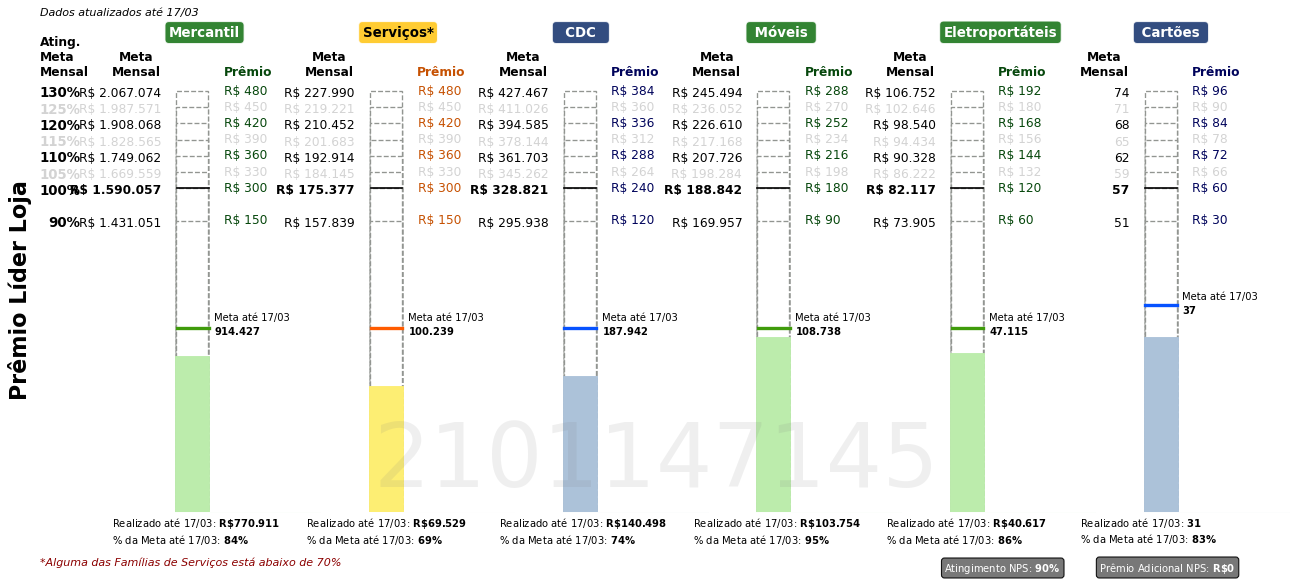 Dados atualizados até 17/03
Mercantil Serviços* CDC Móveis Eletroportáteis Cartões
Ating. Meta Mensal
Meta Mensal Prêmio Meta Mensal Prêmio Meta Mensal Prêmio Meta Mensal Prêmio Meta Mensal Prêmio Meta Mensal Prêmio
130% R$ 2.067.074 R$ 480 R$ 227.990 R$ 480 R$ 427.467 R$ 384 R$ 245.494 R$ 288 R$ 106.752 R$ 192 74 R$ 96
125% R$ 1.987.571 R$ 450 R$ 219.221 R$ 450 R$ 411.026 R$ 360 R$ 236.052 R$ 270 R$ 102.646 R$ 180 71 R$ 90
120% R$ 1.908.068 R$ 420 R$ 210.452 R$ 420 R$ 394.585 R$ 336 R$ 226.610 R$ 252 R$ 98.540 R$ 168 68 R$ 84
115% R$ 1.828.565 R$ 390 R$ 201.683 R$ 390 R$ 378.144 R$ 312 R$ 217.168 R$ 234 R$ 94.434 R$ 156 65 R$ 78
110% R$ 1.749.062 R$ 360 R$ 192.914 R$ 360 R$ 361.703 R$ 288 R$ 207.726 R$ 216 R$ 90.328 R$ 144 62 R$ 72
105% R$ 1.669.559 R$ 330 R$ 184.145 R$ 330 R$ 345.262 R$ 264 R$ 198.284 R$ 198 R$ 86.222 R$ 132 59 R$ 66
100% R$ 1.590.057 R$ 300 R$ 175.377 R$ 300 R$ 328.821 R$ 240 R$ 188.842 R$ 180 R$ 82.117 R$ 120 57 R$ 60
90% R$ 1.431.051 R$ 150 R$ 157.839 R$ 150 R$ 295.938 R$ 120 R$ 169.957 R$ 90 R$ 73.905 R$ 60 51 R$ 30
Prêmio Líder Loja
Meta até 17/03 Meta até 17/03 Meta até 17/03 Meta até 17/03 Meta até 17/03 Meta até 17/03
914.427 100.239 187.942 108.738 47.115 37
2101147145
Realizado até 17/03: R$770.911 Realizado até 17/03: R$69.529 Realizado até 17/03: R$140.498 Realizado até 17/03: R$103.754 Realizado até 17/03: R$40.617 Realizado até 17/03: 31
% da Meta até 17/03: 84% % da Meta até 17/03: 69% % da Meta até 17/03: 74% % da Meta até 17/03: 95% % da Meta até 17/03: 86% % da Meta até 17/03: 83%
*Alguma das Famílias de Serviços está abaixo de 70%
Atingimento NPS: 90% Prêmio Adicional NPS: R$0